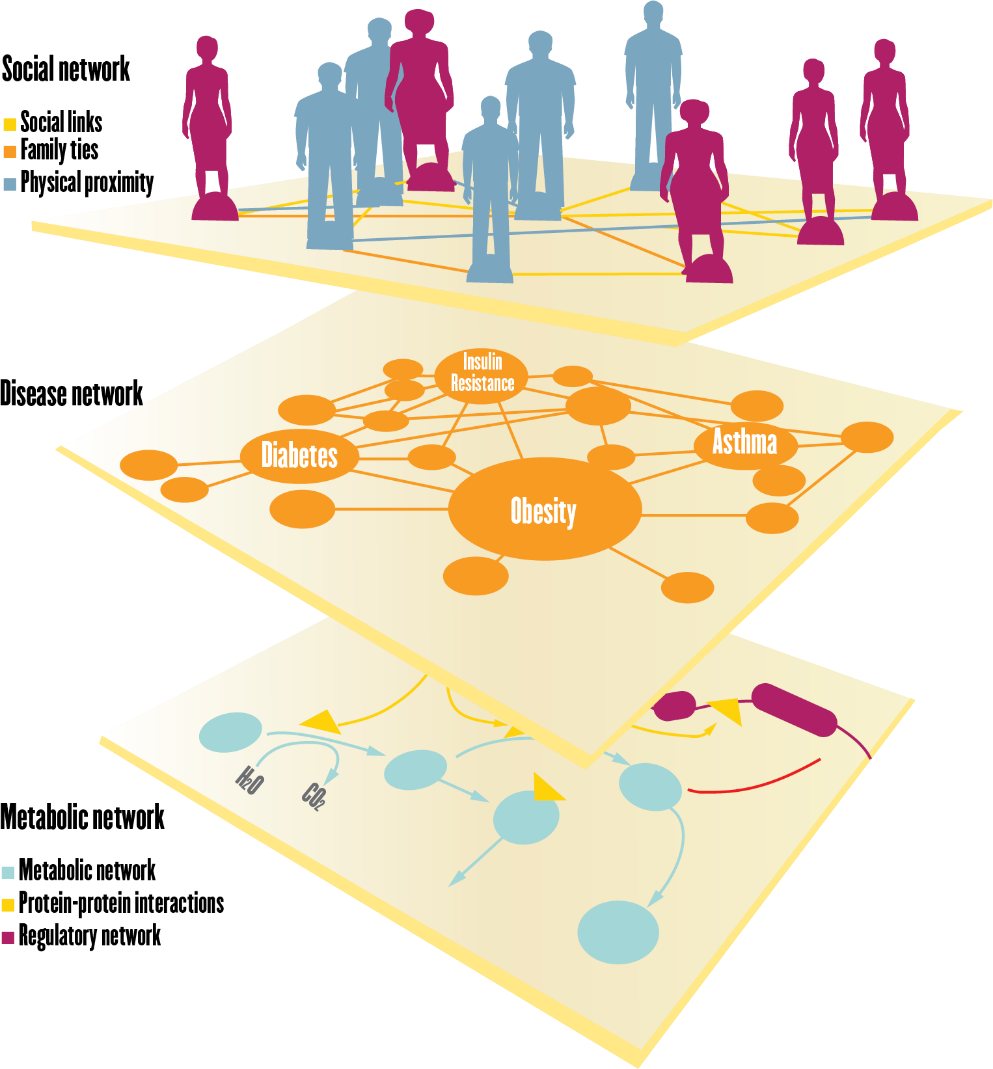 Social network
Social links
Family ties
Physical proximity
Disease network
Insulin
Resistance
Diabetes
Asthma
Obesity
H2O
CO2
Metabolic network
Metabolic network
Protein-protein interactions
Regulatory network